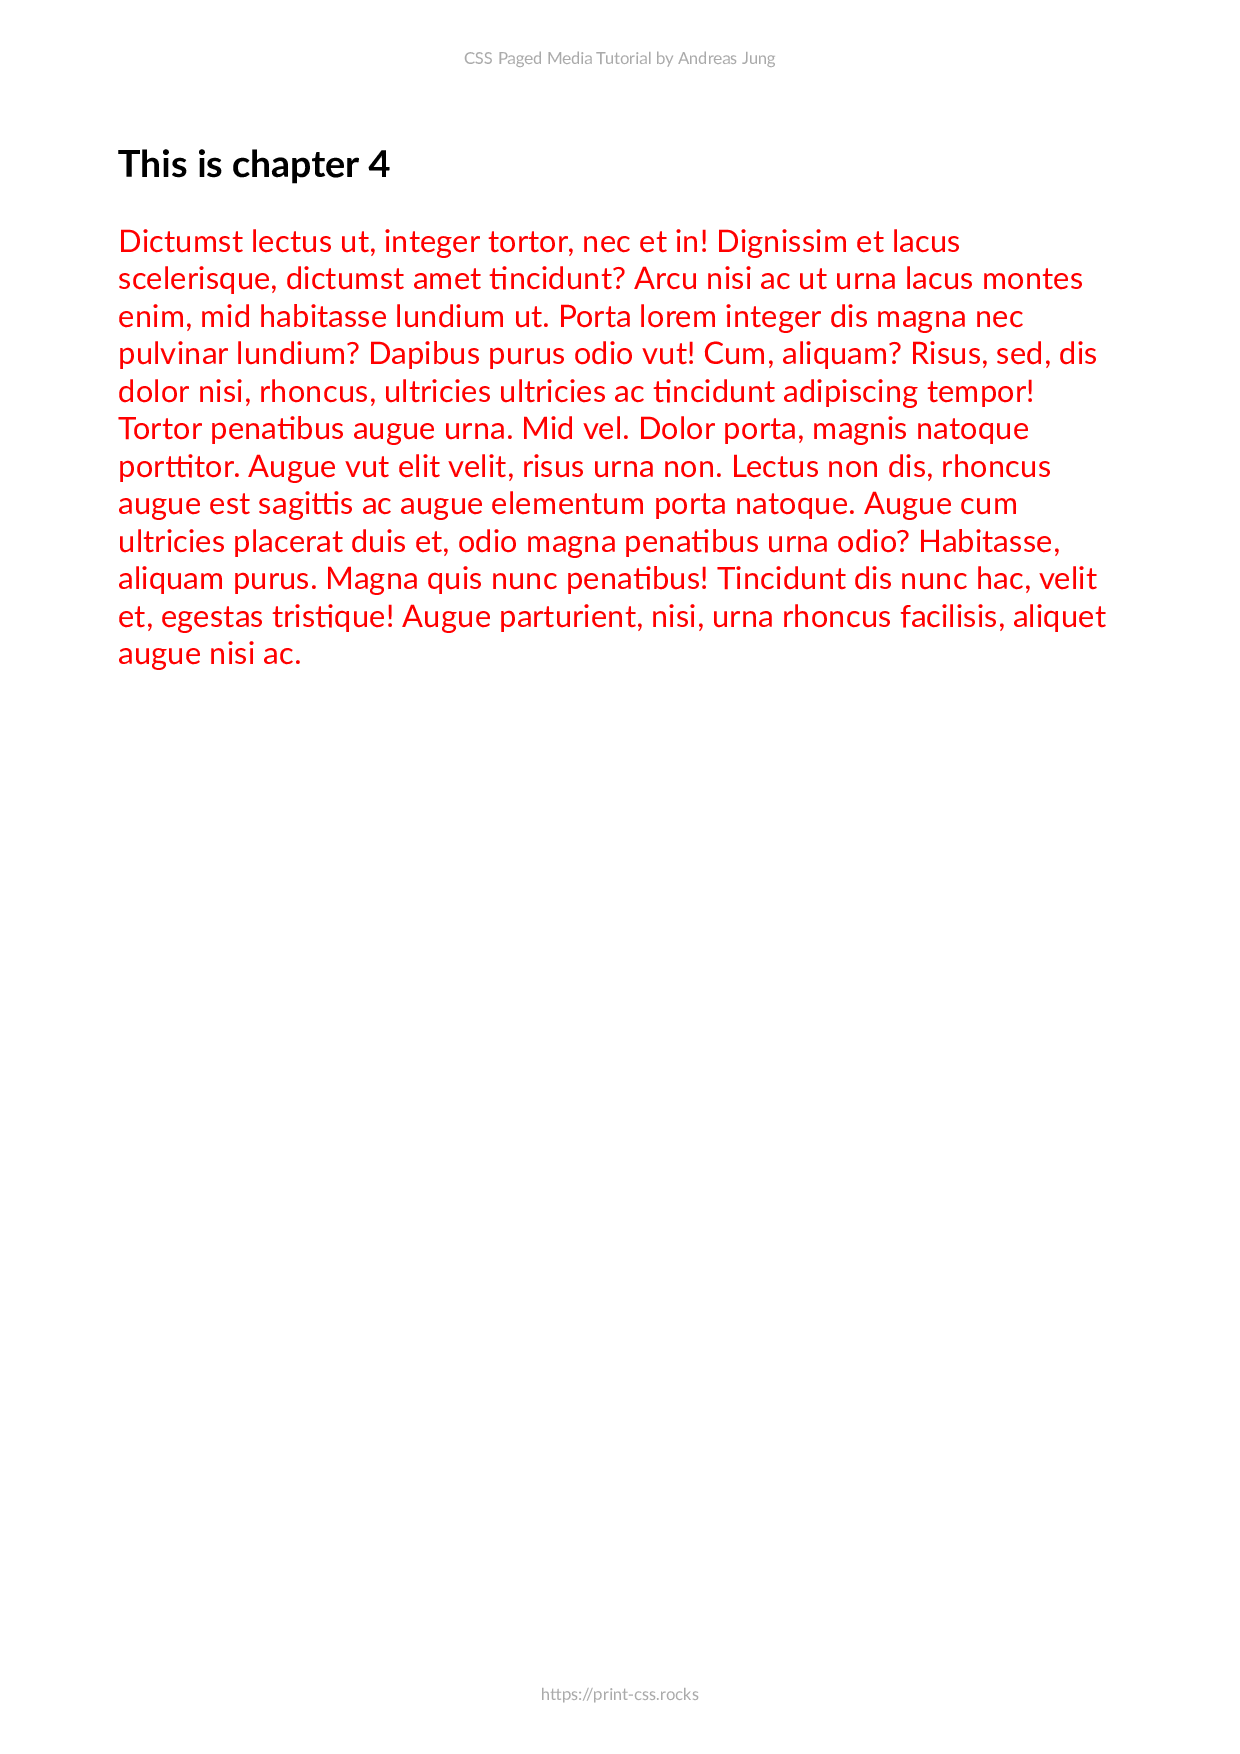 CSS Paged Media Tutorial by Andreas Jung
This is chapter 4
Dictumst lectus ut, integer tortor, nec et in! Dignissim et lacus
scelerisque, dictumst amet tincidunt? Arcu nisi ac ut urna lacus montes
enim, mid habitasse lundium ut. Porta lorem integer dis magna nec
pulvinar lundium? Dapibus purus odio vut! Cum, aliquam? Risus, sed, dis
dolor nisi, rhoncus, ultricies ultricies ac tincidunt adipiscing tempor!
Tortor penatibus augue urna. Mid vel. Dolor porta, magnis natoque
porttitor. Augue vut elit velit, risus urna non. Lectus non dis, rhoncus
augue est sagittis ac augue elementum porta natoque. Augue cum
ultricies placerat duis et, odio magna penatibus urna odio? Habitasse,
aliquam purus. Magna quis nunc penatibus! Tincidunt dis nunc hac, velit
et, egestas tristique! Augue parturient, nisi, urna rhoncus facilisis, aliquet
augue nisi ac.
https://print-css.rocks